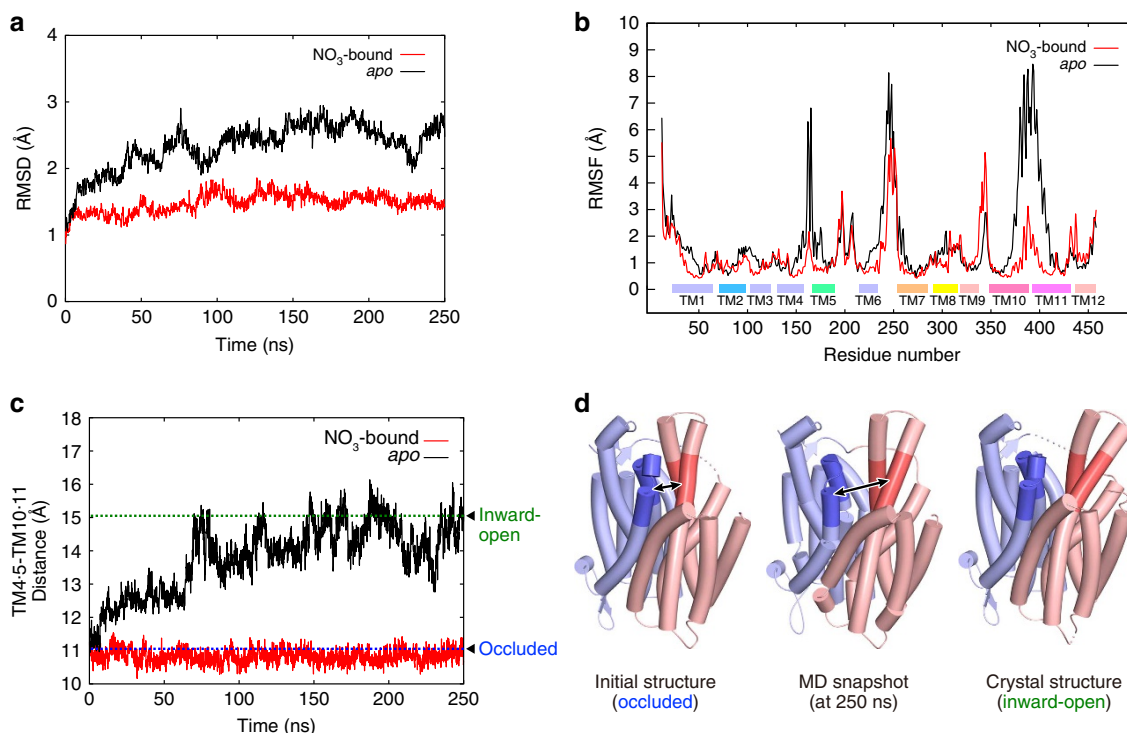 a
NO3-bound
apo
RMSD (Å)
4
3
2
1
0
0 50 100 150 200 250
Time (ns)
b
NO3-bound
apo
RMSF (Å)
10
9
8
7
6
5
4
3
2
1
0
TM1 TM2 TM3 TM4 TM5 TM6 TM7 TM8 TM9 TM10 TM11 TM12
50 100 150 200 250 300 350 400 450
Residue number
c
NO3-bound
apo
TM4·5-TM10·11
Distance (Å)
18
17
16
15
14
13
12
11
10
Inward-
open
Occluded
0 50 100 150 200 250
Time (ns)
d
Initial structure
(occluded)
MD snapshot
(at 250 ns)
Crystal structure
(inward-open)